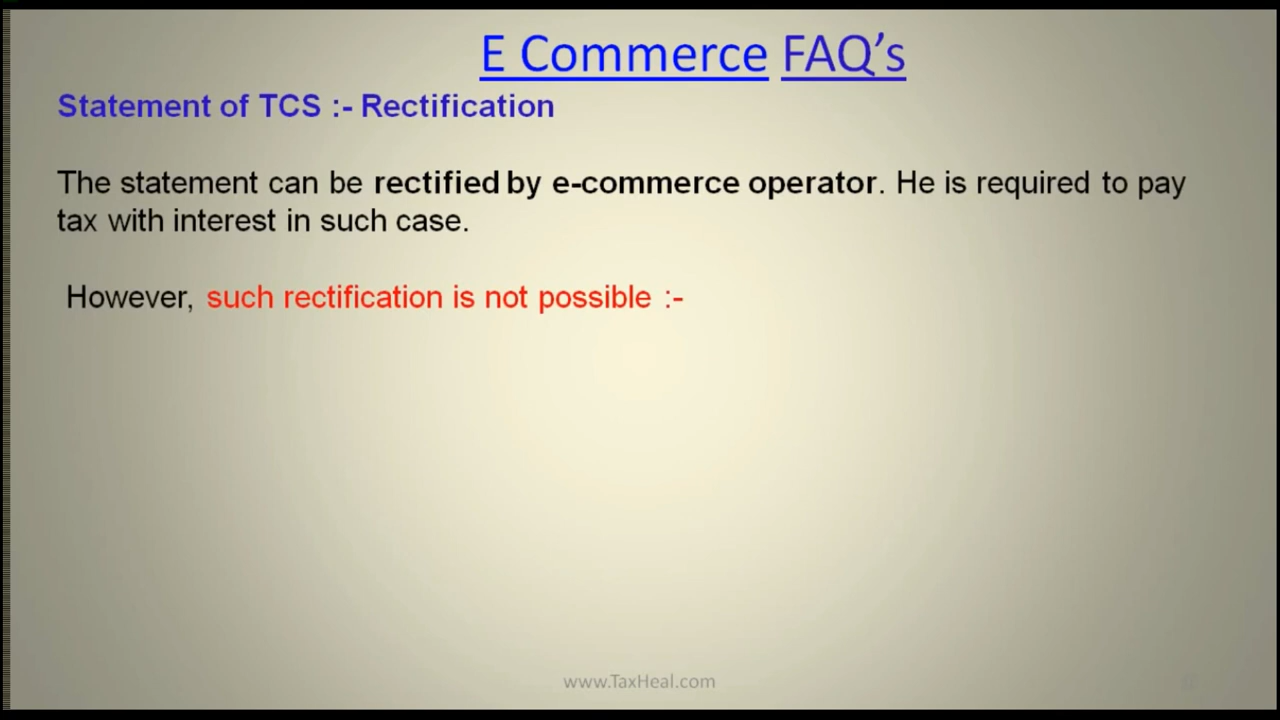 E Commerce FAQ’s
Statement of TCS :- Rectification
The statement can be rectified by e-commerce operator. He is required to pay
tax with interest in such case.
However, such rectification is not possible :-
www.TaxHeal.com